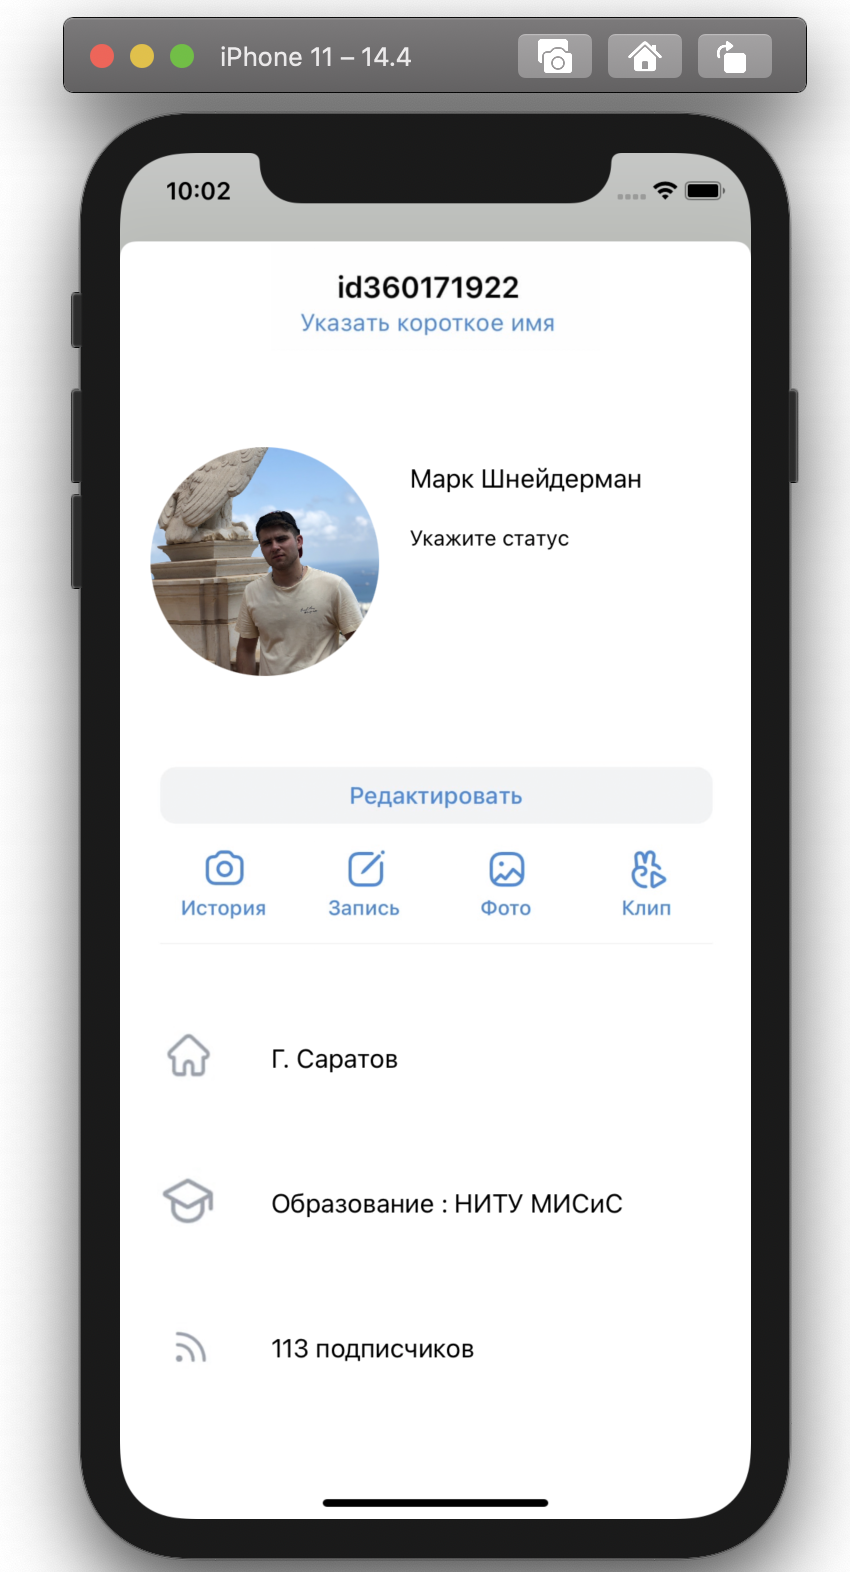 iPhone 11 – 14.4
10:02
id360171922
Указать короткое имя
Марк Шнейдерман
Укажите статус
Редактировать
История Запись Фото Клип
Г. Саратов
Образование : НИТУ МИСиС
113 подписчиков